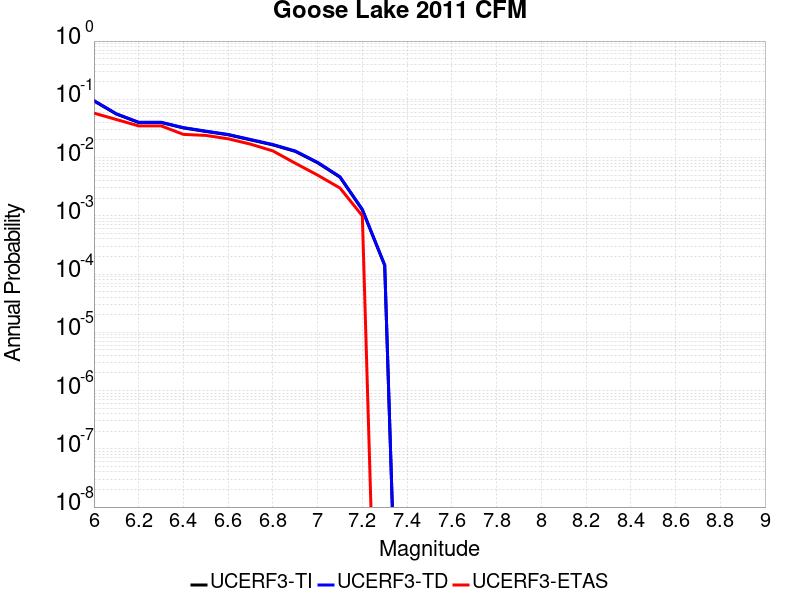 Goose Lake 2011 CFM
10^0
10^-1
10^-2
10^-3
10^-4
10^-5
10^-6
10^-7
10^-8
Annual Probability
6 6.2 6.4 6.6 6.8 7 7.2 7.4 7.6 7.8 8 8.2 8.4 8.6 8.8 9
Magnitude
UCERF3-TI UCERF3-TD UCERF3-ETAS